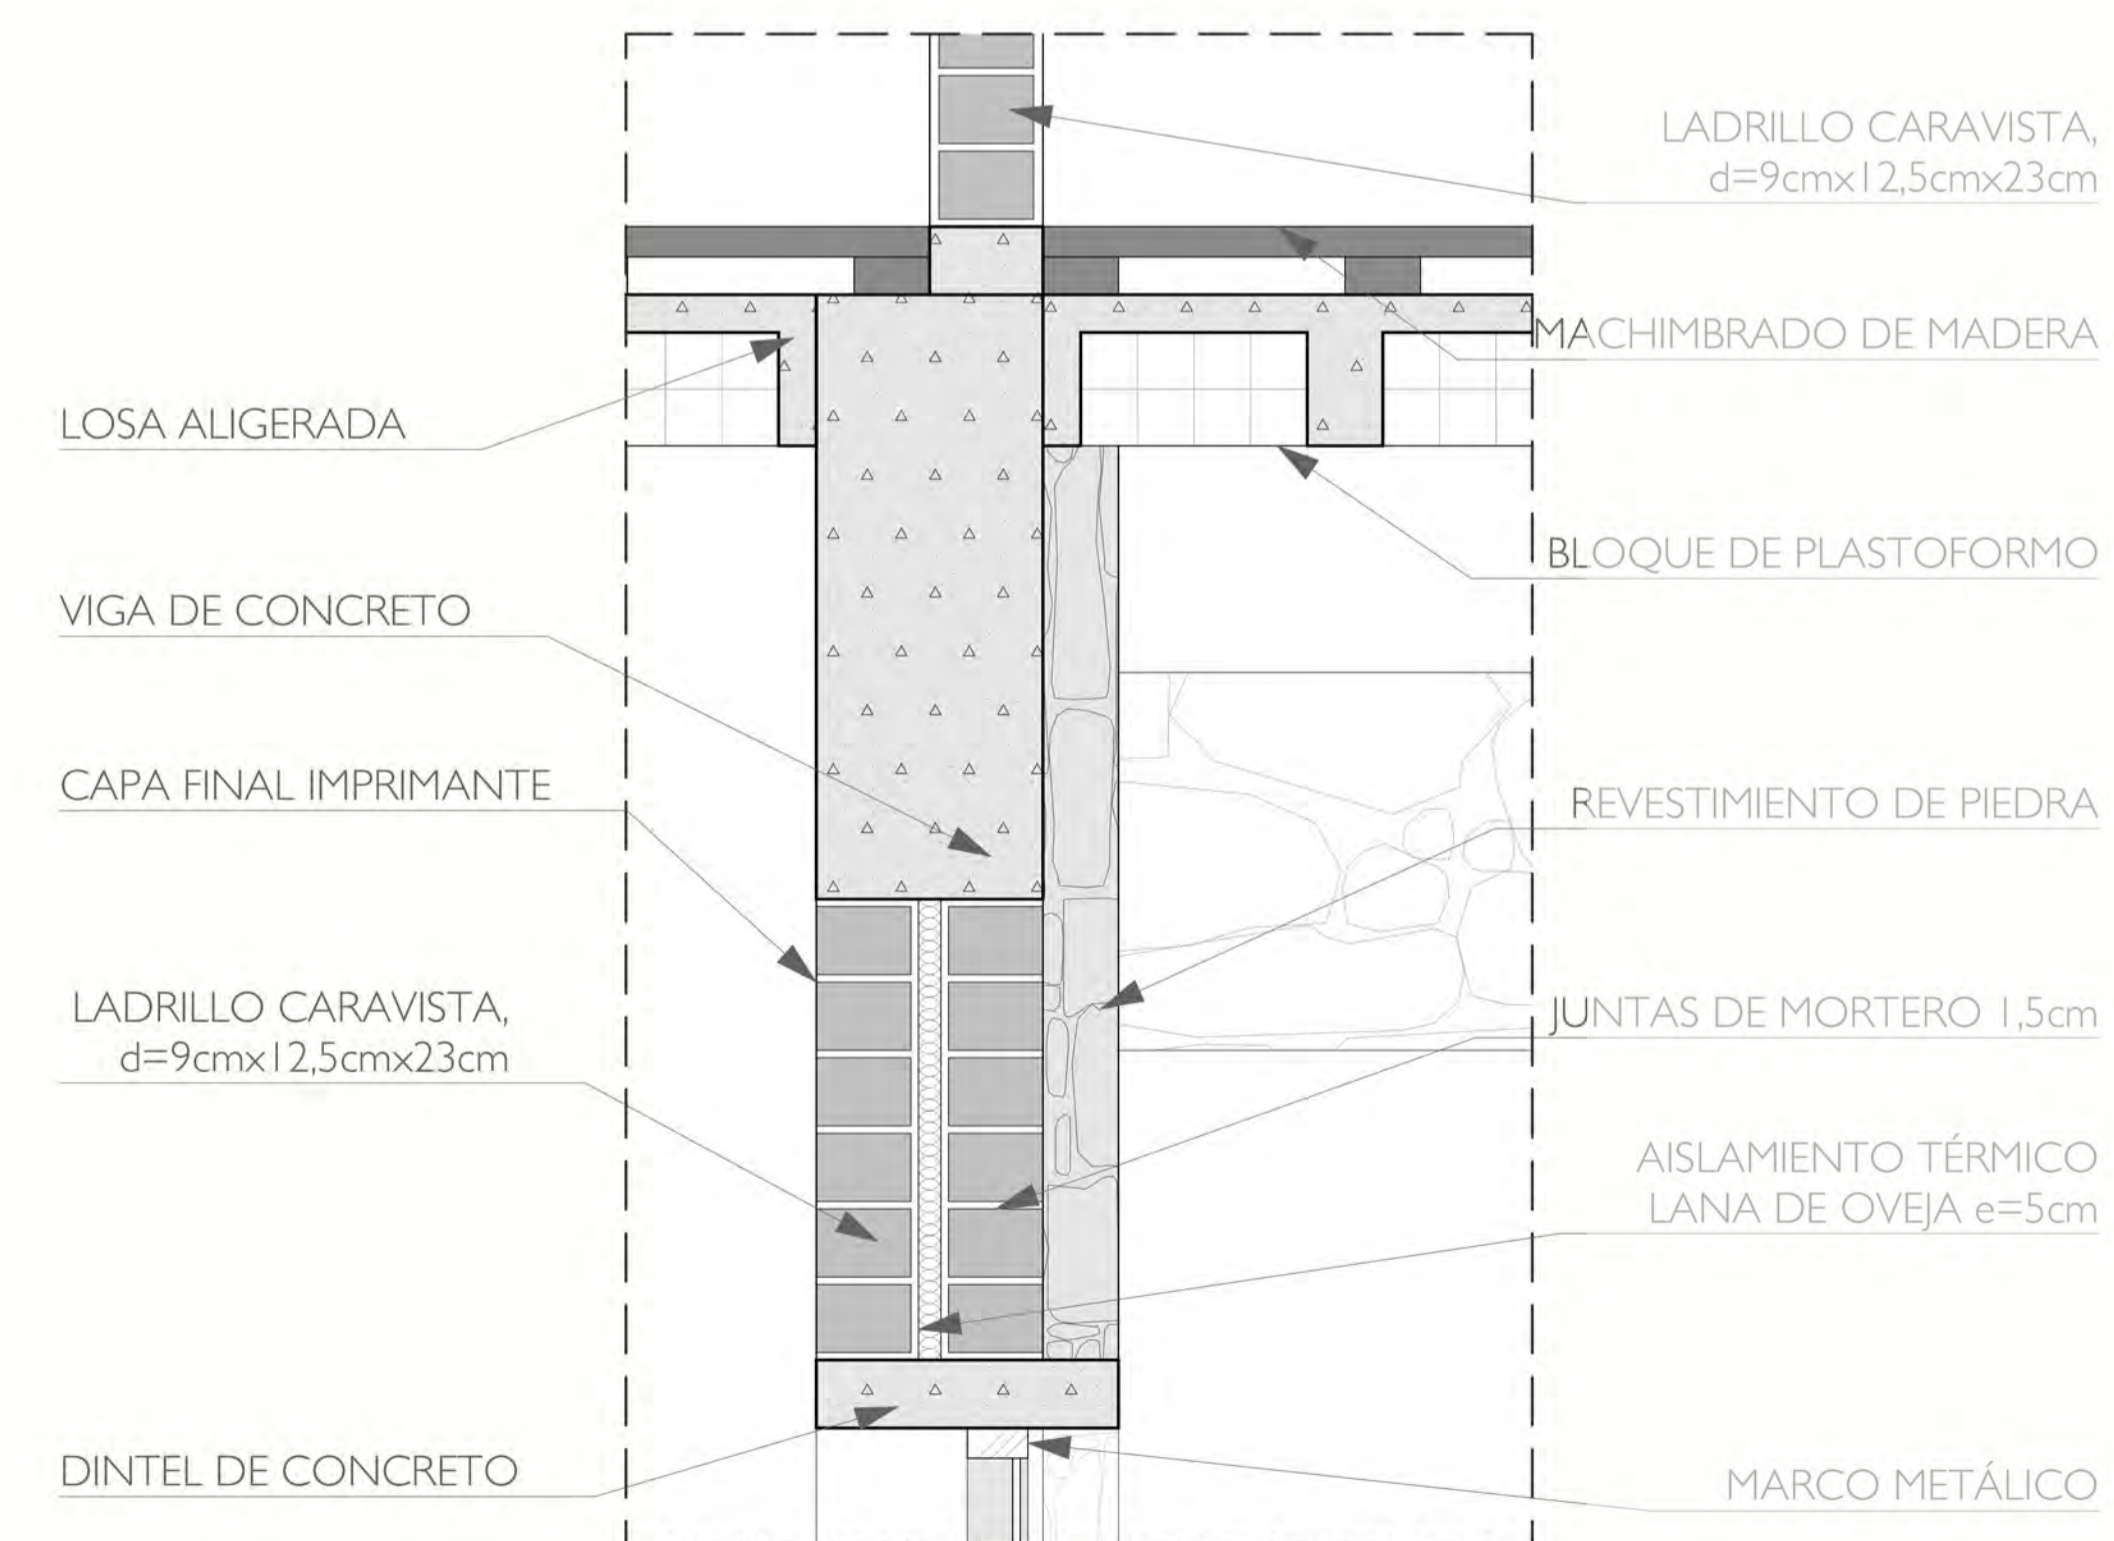 LADRILLO CARAVISTA,
d=9cmx12,5cmx23cm
MACHIMBRADO DE MADERA
LOSA ALIGERADA
BLOQUE DE PLASTOFORMO
VIGA DE CONCRETO
CAPA FINAL IMPRIMANTE
REVESTIMIENTO DE PIEDRA
LADRILLO CARAVISTA,
d=9cmx12,5cmx23cm
JUNTAS DE MORTERO 1,5cm
AISLAMIENTO TÉRMICO
LANA DE OVEJA e=5cm
DINTEL DE CONCRETO
MARCO METÁLICO